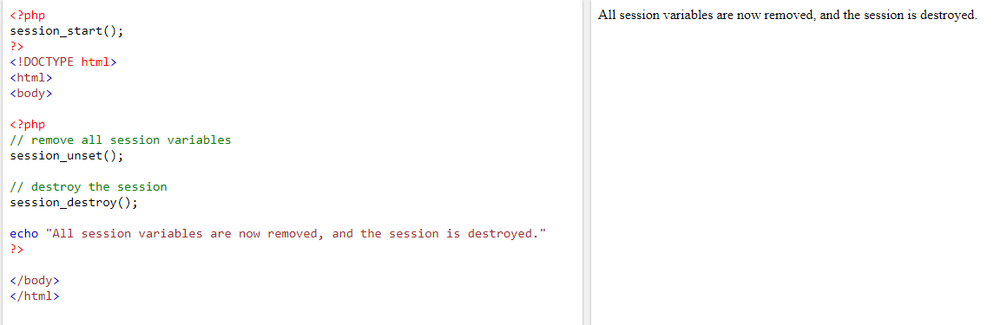 <?php
session_start();
?>
<!DOCTYPE html>
<html>
<body>

<?php
// remove all session variables
session_unset();

// destroy the session
session_destroy();

echo "All session variables are now removed, and the session is destroyed."
?>

</body>
</html>
All session variables are now removed, and the session is destroyed.